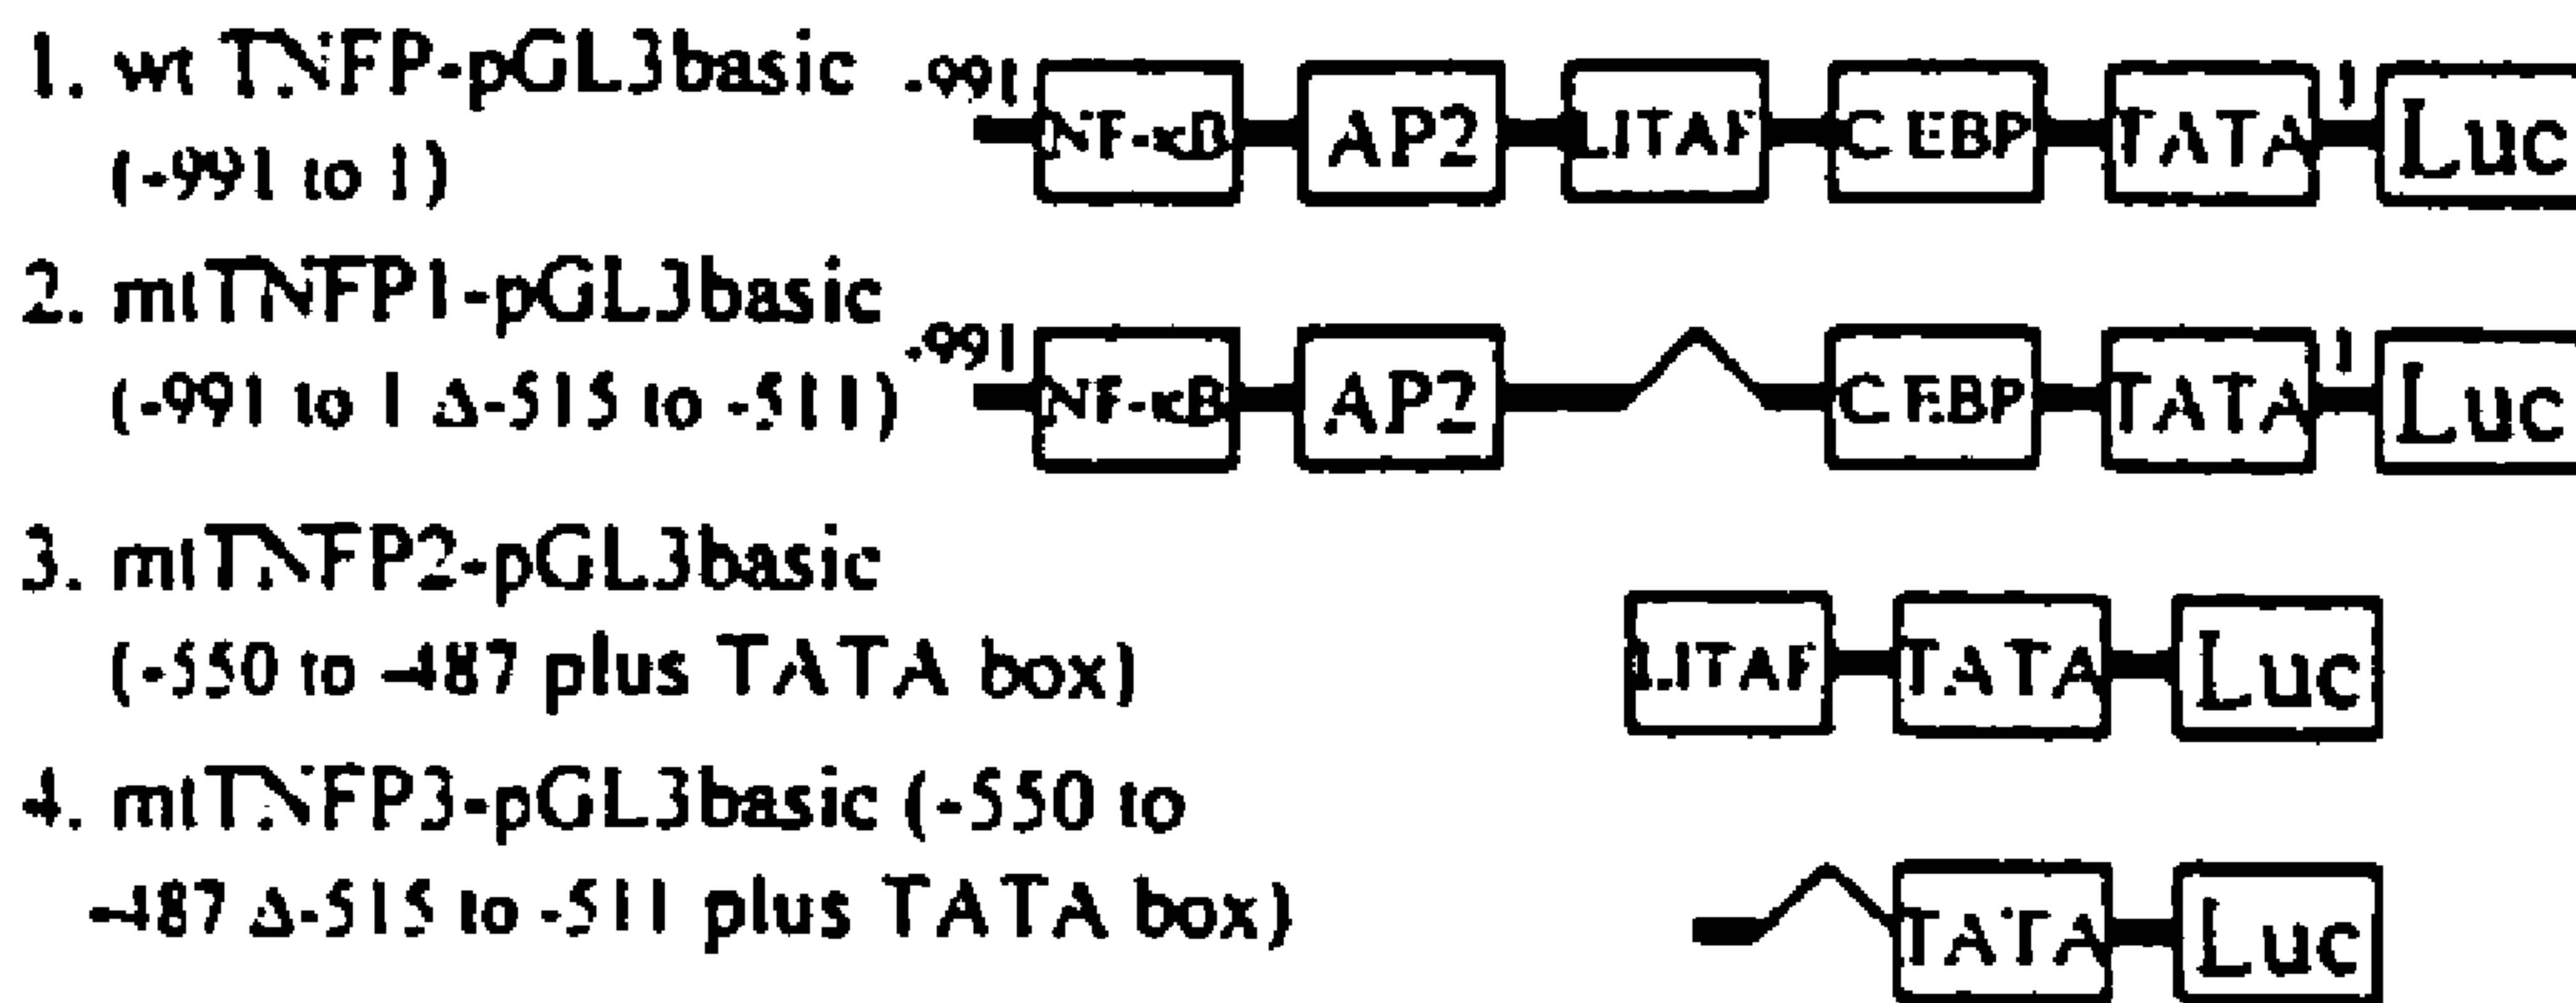 1. wt TNFP-pGL3basic
(-991 to 1)
-991 NF-κB AP2 LITAF C EBP TATA 1 Luc
2. mtTNFP1-pGL3basic
(-991 to 1 Δ-515 to -511)
-991 NF-κB AP2 C EBP TATA 1 Luc
3. mtTNFP2-pGL3basic
(-550 to -487 plus TATA box)
LITAF TATA Luc
4. mtTNFP3-pGL3basic (-550 to
-487 Δ-515 to -511 plus TATA box)
TATA Luc